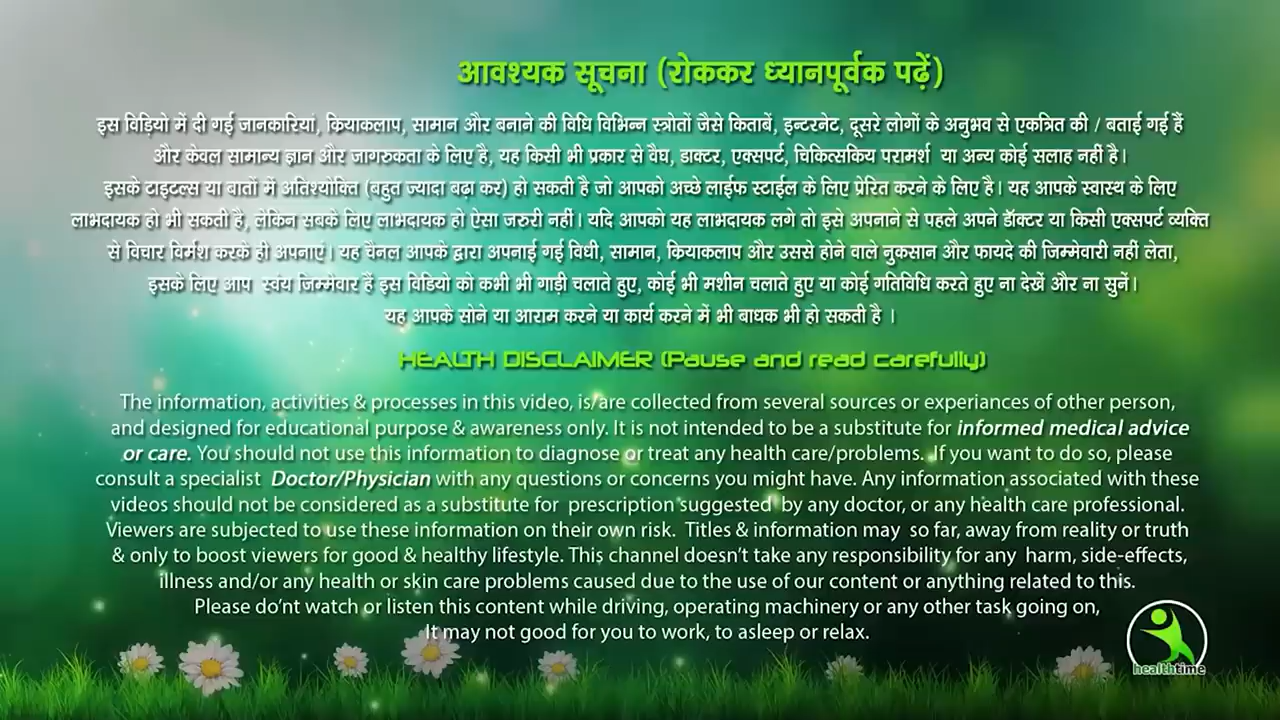 आवश्यक सूचना (रोककर ध्यानपूर्वक पढ़ें)
इस विड़ियो में दी गई जानकारियां, क्रियाकलाप, सामान और बनाने की विधि विभिन्न स्त्रोतों जैसे किताबें, इन्टरनेट, दूसरे लोगों के अनुभव से एकत्रित की / बताई गई हैं
और केवल सामान्य ज्ञान और जागरुकता के लिए है, यह किसी भी प्रकार से वैघ, डाक्टर, एक्सपर्ट, चिकित्सकिय परामर्श या अन्य कोई सलाह नहीं है।
इसके टाइटल्स या बातों में अतिश्योक्ति (बहुत ज्यादा बढ़ा कर) हो सकती है जो आपको अच्छे लाईफ स्टाईल के लिए प्रेरित करने के लिए है। यह आपके स्वास्थ के लिए
लाभदायक हो भी सकती है, लेकिन सबके लिए लाभदायक हो ऐसा जरुरी नहीं। यदि आपको यह लाभदायक लगे तो इसे अपनाने से पहले अपने डॉक्टर या किसी एक्सपर्ट व्यक्ति
से विचार विर्मश करके ही अपनाएं। यह चैनल आपके द्वारा अपनाई गई विधी, सामान, क्रियाकलाप और उससे होने वाले नुकसान और फायदे की जिम्मेवारी नहीं लेता,
इसके लिए आप स्वंय जिम्मेवार हैं इस विडियो को कभी भी गाड़ी चलाते हुए, कोई भी मशीन चलाते हुए या कोई गतिविधि करते हुए ना देखें और ना सुनें।
यह आपके सोने या आराम करने या कार्य करने में भी बाधक भी हो सकती है ।
HEALTH DISCLAIMER (Pause and read carefully)
The information, activities & processes in this video, is/are collected from several sources or experiances of other person,
and designed for educational purpose & awareness only. It is not intended to be a substitute for informed medical advice
or care. You should not use this information to diagnose or treat any health care/problems. If you want to do so, please
consult a specialist Doctor/Physician with any questions or concerns you might have. Any information associated with these
videos should not be considered as a substitute for prescription suggested by any doctor, or any health care professional.
Viewers are subjected to use these information on their own risk. Titles & information may so far, away from reality or truth
& only to boost viewers for good & healthy lifestyle. This channel doesn't take any responsibility for any harm, side-effects,
illness and/or any health or skin care problems caused due to the use of our content or anything related to this.
Please do'nt watch or listen this content while driving, operating machinery or any other task going on,
It may not good for you to work, to asleep or relax.
healthtime